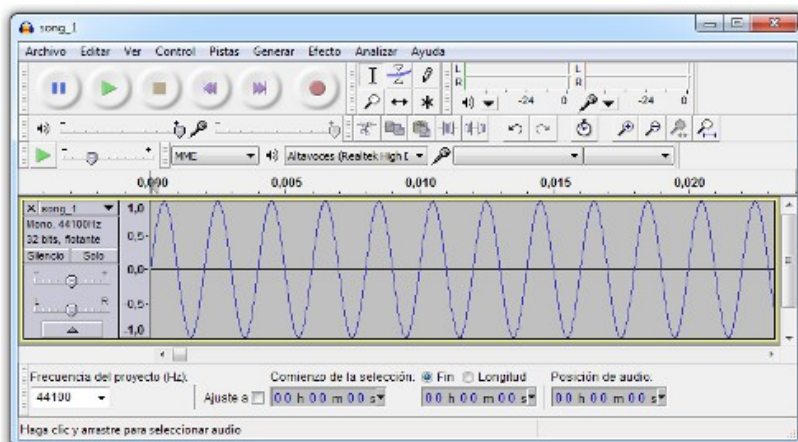 song_1
Archivo Editar Ver Control Pistas Generar Efecto Analizar Ayuda
L
R
-24 0
L
R
-24 0
MME
Altavoces (Realtek High D
0,000 0,005 0,010 0,015 0,020
song_1
Mono, 44100Hz
32 bits, flotante
Silencio Solo
- +
L R
1,0
0,5
0,0
-0,5
-1,0
Frecuencia del proyecto (Hz): Comienzo de la selección: Fin Longitud Posición de audio:
44100 Ajuste a 00 h 00 m 00 s 00 h 00 m 00 s 00 h 00 m 00 s
Haga clic y arrastre para seleccionar audio